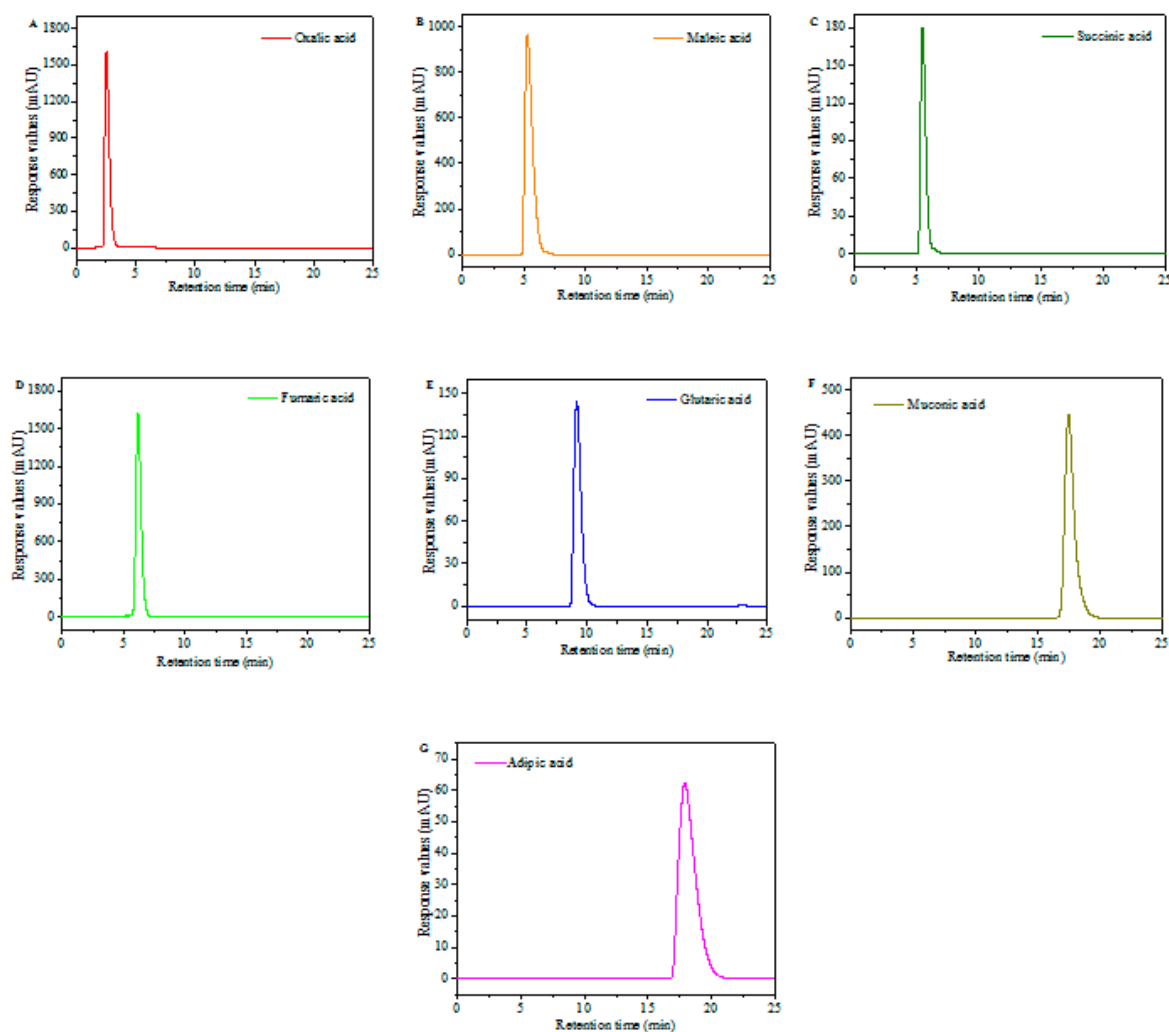 A
Oxalic acid
Response values (mAU)
1800
1500
1200
900
600
300
0
0 5 10 15 20 25
Retention time (min)
B
Maleic acid
Response values (mAU)
1000
800
600
400
200
0
0 5 10 15 20 25
Retention time (min)
C
Succinic acid
Response values (mAU)
180
150
120
90
60
30
0
0 5 10 15 20 25
Retention time (min)
D
Fumaric acid
Response values (mAU)
1800
1500
1200
900
600
300
0
0 5 10 15 20 25
Retention time (min)
E
Glutaric acid
Response values (mAU)
150
120
90
60
30
0
0 5 10 15 20 25
Retention time (min)
F
Muconic acid
Response values (mAU)
500
400
300
200
100
0
0 5 10 15 20 25
Retention time (min)
G
Adipic acid
Response values (mAU)
70
60
50
40
30
20
10
0
0 5 10 15 20 25
Retention time (min)